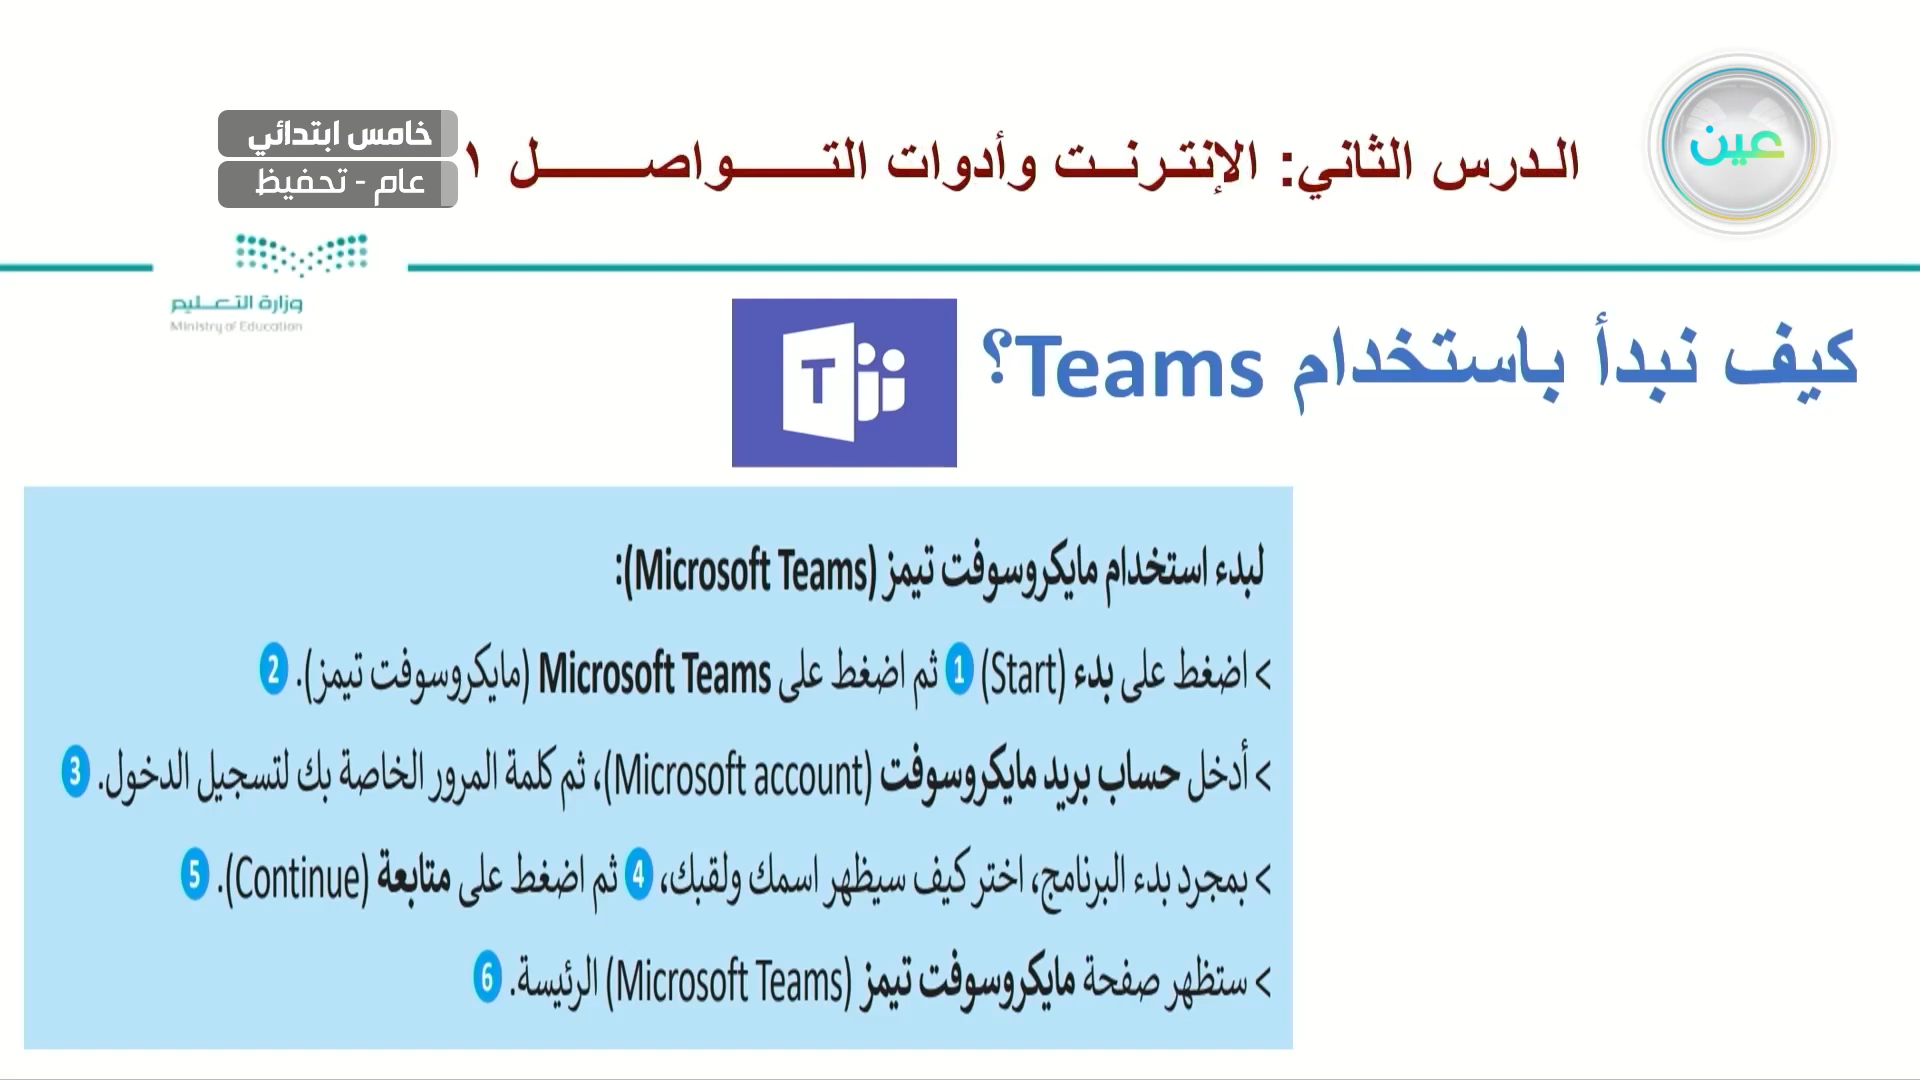 خامس ابتدائي
عام - تحفيظ
الدرس الثاني: الإنترنت وأدوات التواصل ١
عين
وزارة التعليم
Ministry of Education
كيف نبدأ باستخدام Teams؟
T
لبدء استخدام مايكروسوفت تيمز (Microsoft Teams):
> اضغط على بدء (Start) 1 ثم اضغط على Microsoft Teams (مايكروسوفت تيمز). 2
> أدخل حساب بريد مايكروسوفت (Microsoft account)، ثم كلمة المرور الخاصة بك لتسجيل الدخول. 3
> بمجرد بدء البرنامج، اختر كيف سيظهر اسمك ولقبك، 4 ثم اضغط على متابعة (Continue). 5
> ستظهر صفحة مايكروسوفت تيمز (Microsoft Teams) الرئيسة. 6